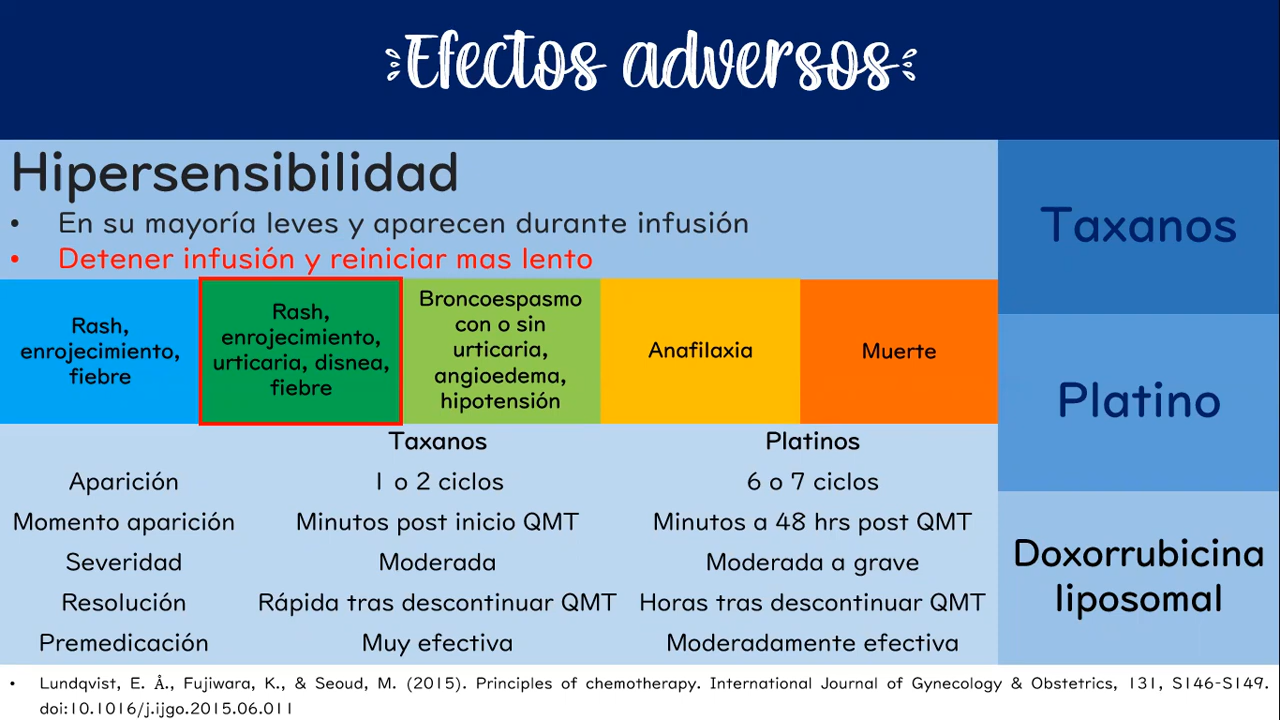 Efectos adversos
Hipersensibilidad
• En su mayoría leves y aparecen durante infusión
• Detener infusión y reiniciar mas lento
Rash,
enrojecimiento,
fiebre
Rash,
enrojecimiento,
urticaria, disnea,
fiebre
Broncoespasmo
con o sin
urticaria,
angioedema,
hipotensión
Anafilaxia
Muerte
Taxanos Platinos
Aparición 1 o 2 ciclos 6 o 7 ciclos
Momento aparición Minutos post inicio QMT Minutos a 48 hrs post QMT
Severidad Moderada Moderada a grave
Resolución Rápida tras descontinuar QMT Horas tras descontinuar QMT
Premedicación Muy efectiva Moderadamente efectiva
Taxanos
Platino
Doxorrubicina
liposomal
• Lundqvist, E. Å., Fujiwara, K., & Seoud, M. (2015). Principles of chemotherapy. International Journal of Gynecology & Obstetrics, 131, S146-S149.
doi:10.1016/j.ijgo.2015.06.011